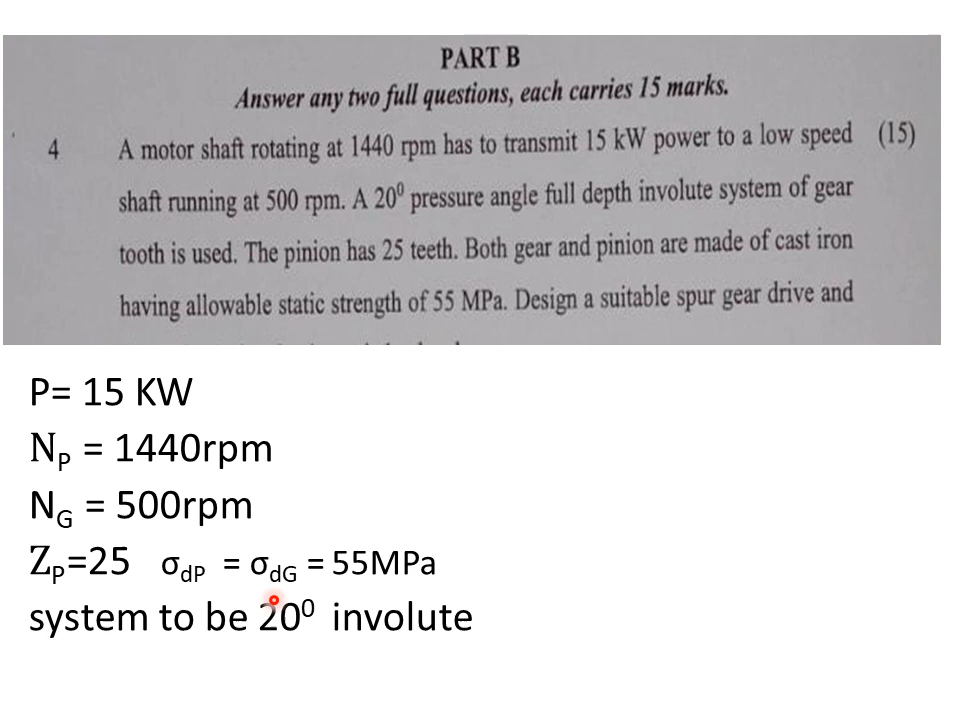 PART B
Answer any two full questions, each carries 15 marks.
4 A motor shaft rotating at 1440 rpm has to transmit 15 kW power to a low speed (15)
shaft running at 500 rpm. A 20⁰ pressure angle full depth involute system of gear
tooth is used. The pinion has 25 teeth. Both gear and pinion are made of cast iron
having allowable static strength of 55 MPa. Design a suitable spur gear drive and
P= 15 KW
N_P = 1440rpm
N_G = 500rpm
Z_P=25 σ_dP = σ_dG = 55MPa
system to be 20⁰ involute